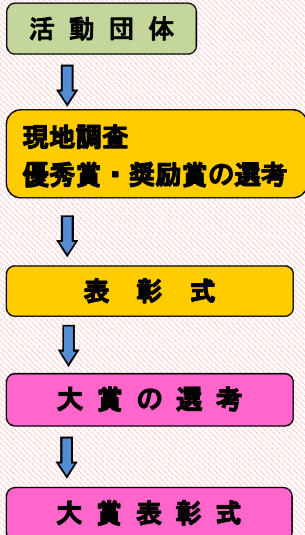 活動団体
現地調査
優秀賞・奨励賞の選考
表彰式
大賞の選考
大賞表彰式